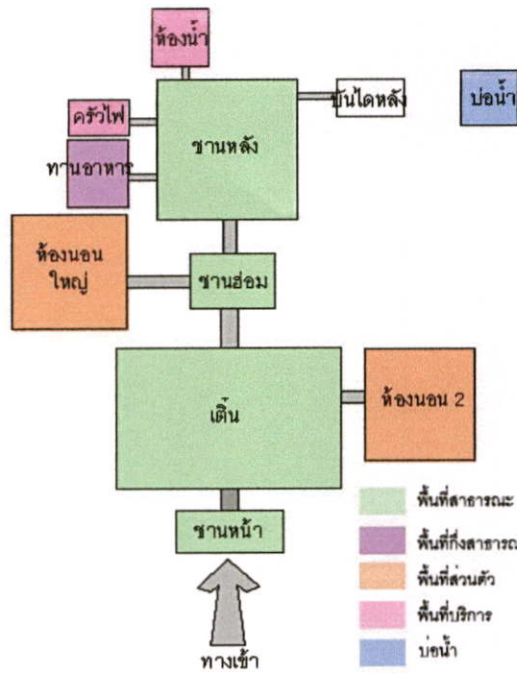 ห้องน้ำ
ครัวไฟ
บันไดหลัง
บ่อน้ำ
ชานหลัง
ทานอาหาร
ห้องนอน
ใหญ่
ชานฮ่อม
เติ๋น
ห้องนอน 2
ชานหน้า
ทางเข้า
พื้นที่สาธารณะ
พื้นที่กึ่งสาธารณ
พื้นที่ส่วนตัว
พื้นที่บริการ
บ่อน้ำ